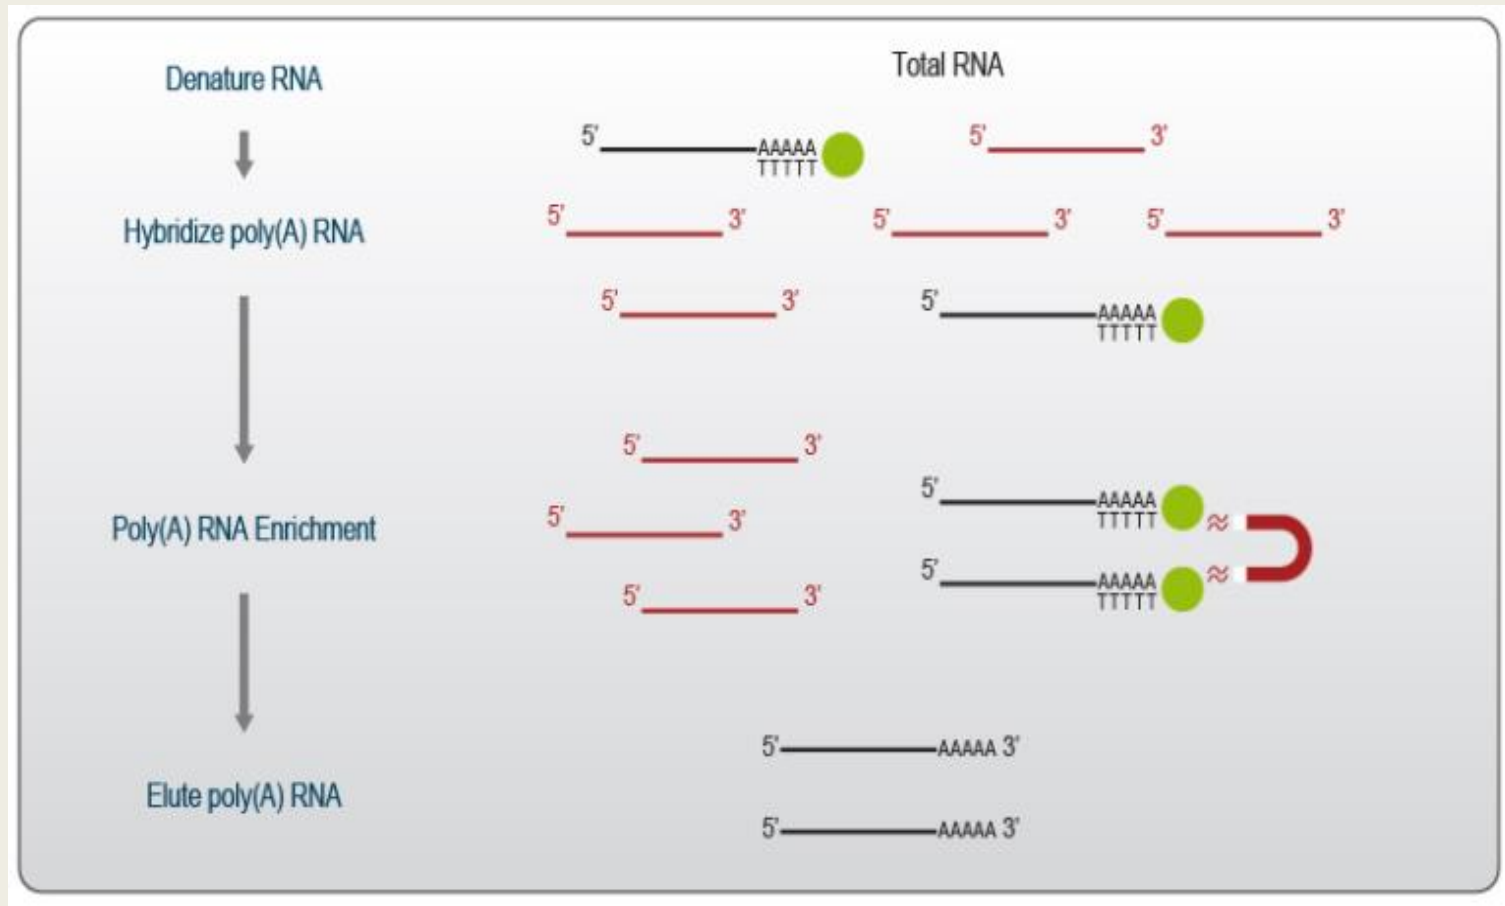 Denature RNA
Total RNA
5' AAAAA
TTTTT
5' 3'
Hybridize poly(A) RNA
5' 3' 5' 3' 5' 3'
5' 3' 5' AAAAA
TTTTT
5' 3'
5' AAAAA
TTTTT
Poly(A) RNA Enrichment
5' 3'
5' AAAAA
TTTTT
5' 3'
5' AAAAA 3'
Elute poly(A) RNA
5' AAAAA 3'